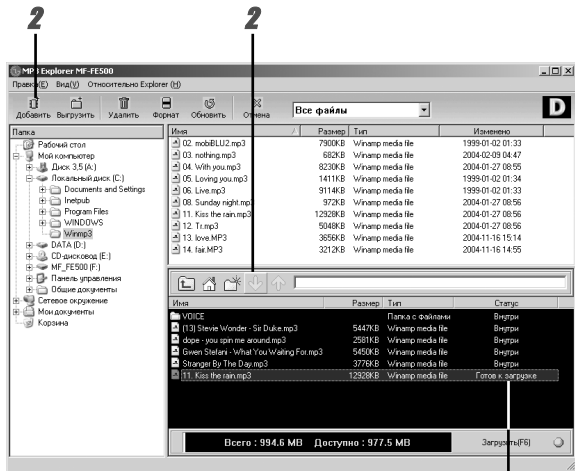 2 2
MP3 Explorer MF-FE500
Правка(E) Вид(V) Относительно Explorer (H)
Добавить Выгрузить Удалить Формат Обновить Отмена
Все файлы
D
Папка
Рабочий стол
Мой компьютер
Диск 3,5 (A:)
Локальный диск (C:)
Documents and Settings
Inetpub
Program Files
WINDOWS
Winmp3
DATA (D:)
CD-дисковод (E:)
MF_FE500 (F:)
Панель управления
Общие документы
Сетевое окружение
Мои документы
Корзина
Имя Размер Тип Изменено
02. mobiBLU2.mp3 7900KB Winamp media file 1999-01-02 01:33
03. nothing.mp3 682KB Winamp media file 2004-02-09 04:47
04. With you.mp3 8230KB Winamp media file 2004-01-27 08:55
05. Loving you.mp3 1411KB Winamp media file 1999-01-02 01:34
06. Live.mp3 9114KB Winamp media file 1999-01-02 01:33
08. Sunday night.mp3 972KB Winamp media file 2004-01-27 08:56
11. Kiss the rain.mp3 12928KB Winamp media file 2004-01-27 08:56
12. Tr.mp3 5048KB Winamp media file 2004-01-27 08:56
13. love.MP3 3656KB Winamp media file 2004-11-16 15:14
14. fair.MP3 3212KB Winamp media file 2004-11-16 14:55
Имя Размер Тип Статус
VOICE Папка с файлами Внутри
(13) Stevie Wonder - Sir Duke.mp3 5447KB Winamp media file Внутри
dope - you spin me around.mp3 2581KB Winamp media file Внутри
Gwen Stefani - What You Waiting For.mp3 5450KB Winamp media file Внутри
Stranger By The Day.mp3 3776KB Winamp media file Внутри
11. Kiss the rain.mp3 12928KB Winamp media file Готов к загрузке
Всего : 994.6 MB Доступно : 977.5 MB
Загрузить(F6)